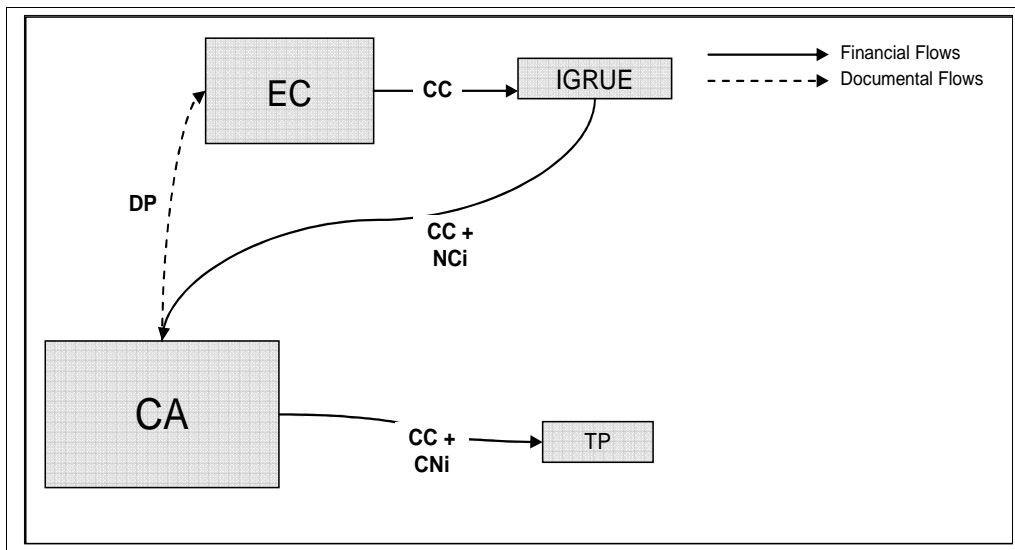 EC
CC
IGRUE
Financial Flows
Documental Flows
DP
CC +
NCi
CA
CC +
CNi
TP